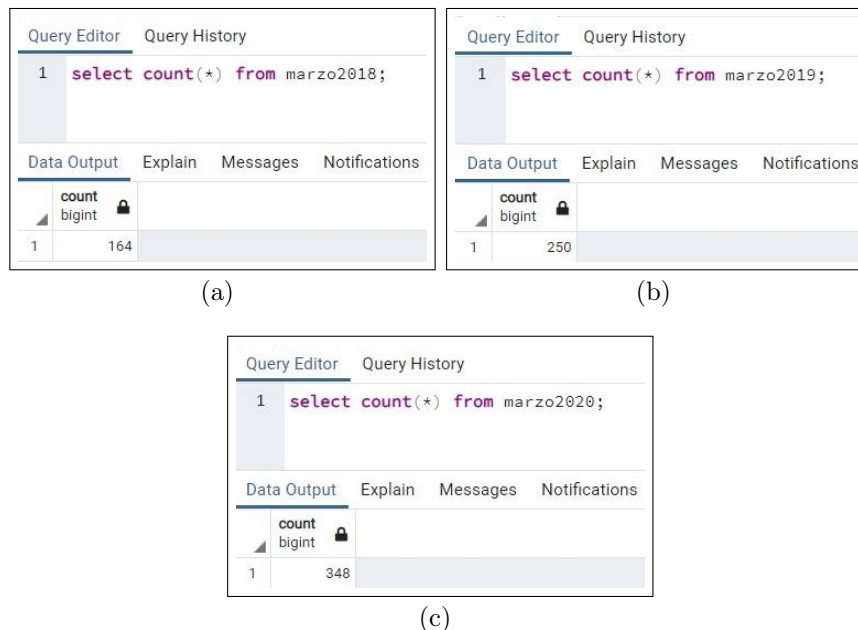 Query Editor Query History
1 select count(*) from marzo2018;
Data Output Explain Messages Notifications
count
bigint
1 164
(a)
Query Editor Query History
1 select count(*) from marzo2019;
Data Output Explain Messages Notifications
count
bigint
1 250
(b)
Query Editor Query History
1 select count(*) from marzo2020;
Data Output Explain Messages Notifications
count
bigint
1 348
(c)